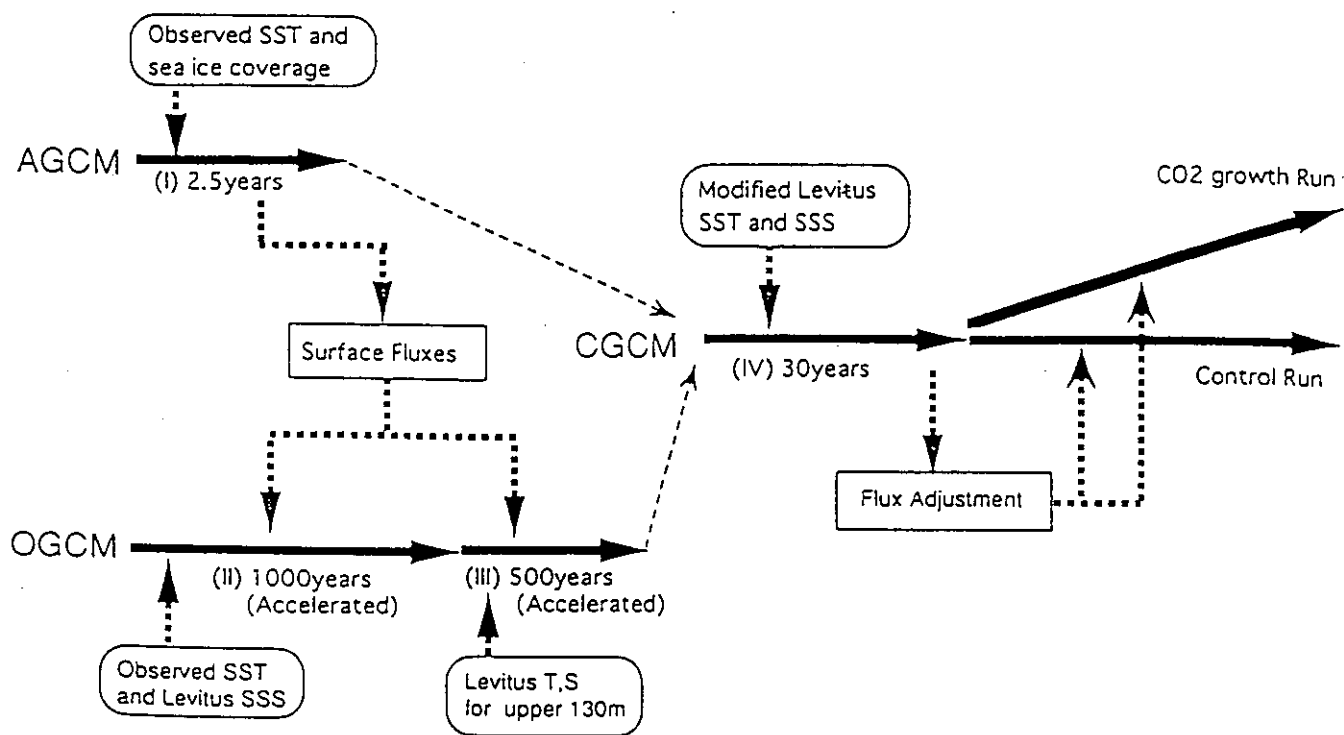 Observed SST and
sea ice coverage
AGCM
(I) 2.5years
Modified Levitus
SST and SSS
CO2 growth Run
Surface Fluxes
CGCM
(IV) 30years
Control Run
Flux Adjustment
OGCM
(II) 1000years
(Accelerated)
(III) 500years
(Accelerated)
Observed SST
and Levitus SSS
Levitus T,S
for upper 130m